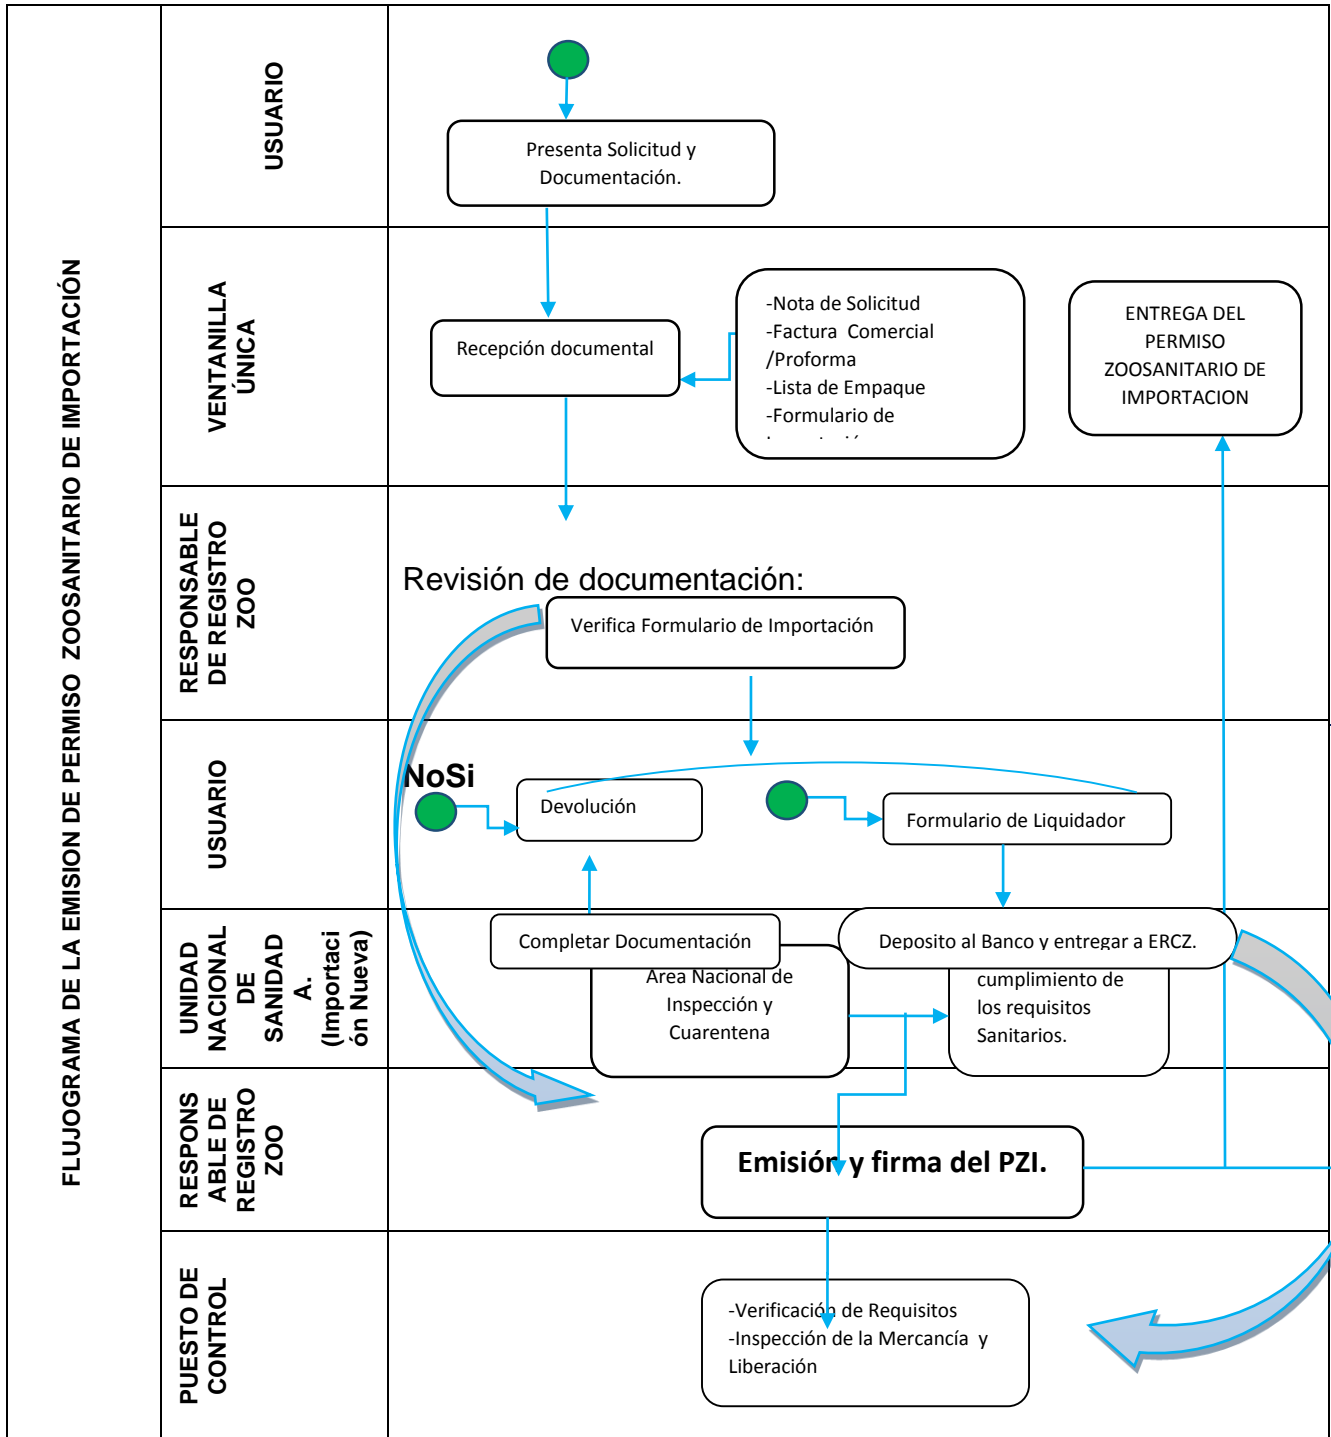 FLUJOGRAMA DE LA EMISION DE PERMISO ZOOSANITARIO DE IMPORTACIÓN
USUARIO
Presenta Solicitud y
Documentación.
VENTANILLA
ÚNICA
Recepción documental
-Nota de Solicitud
-Factura Comercial
/Proforma
-Lista de Empaque
-Formulario de
ENTREGA DEL
PERMISO
ZOOSANITARIO DE
IMPORTACION
RESPONSABLE
DE REGISTRO
ZOO
Revisión de documentación:
Verifica Formulario de Importación
USUARIO
NoSi
Devolución
Formulario de Liquidador
UNIDAD
NACIONAL
DE
SANIDAD
A.
(Importaci
ón Nueva)
Completar Documentación
Area Nacional de
Inspección y
Cuarentena
Deposito al Banco y entregar a ERCZ.
cumplimiento de
los requisitos
Sanitarios.
RESPONS
ABLE DE
REGISTRO
ZOO
Emisión y firma del PZI.
PUESTO DE
CONTROL
-Verificación de Requisitos
-Inspección de la Mercancía y
Liberación